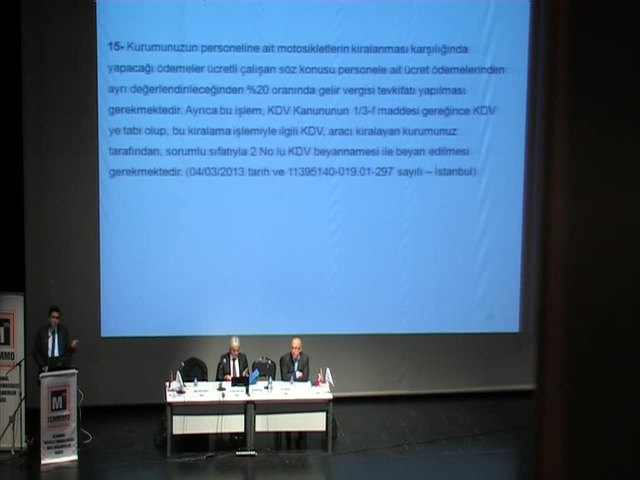 15- Kurumunuzun personeline ait motosikletlerin kiralanması karşılığında
yapacağı ödemeler ücretli çalışan söz konusu personele ait ücret ödemelerinden
ayrı değerlendirileceğinden %20 oranında gelir vergisi tevkifatı yapılması
gerekmektedir. Ayrıca bu işlem, KDV Kanununun 1/3-f maddesi gereğince KDV
ye tabi olup, bu kiralama işlemiyle ilgili KDV, aracı kiralayan kurumunuz
tarafından, sorumlu sıfatıyla 2 No.lu KDV beyannamesi ile beyan edilmesi
gerekmektedir. (04/03/2013 tarih ve 11395140-019.01-297 sayılı – İstanbul)
M